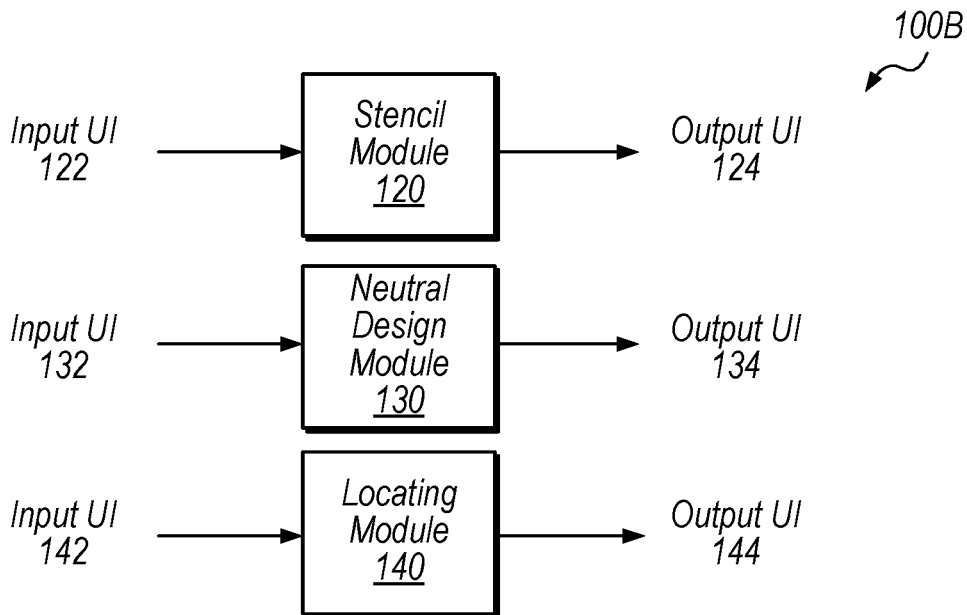 100B
Input UI
122
Stencil
Module
120
Output UI
124
Input UI
132
Neutral
Design
Module
130
Output UI
134
Input UI
142
Locating
Module
140
Output UI
144